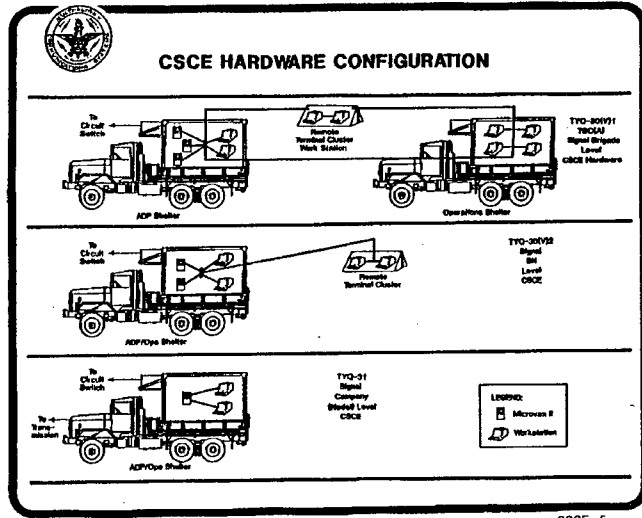 CSCE HARDWARE CONFIGURATION
To
Circuit
Switch
Remote
Terminal Cluster
Work Station
TYQ-30(V)1
TSC(A)
Signal Brigade
Level
CSCE Hardware
ADP Shelter
Operations Shelter
To
Circuit
Switch
Remote
Terminal Cluster
TYQ-30(V)2
Signal
BN
Level
CSCE
ADP/Ops Shelter
To
Circuit
Switch
To
Trans-
mission
TYQ-31
Signal
Company
(Nodal) Level
CSCE
LEGEND:
Microvax II
Workstation
ADP/Ops Shelter